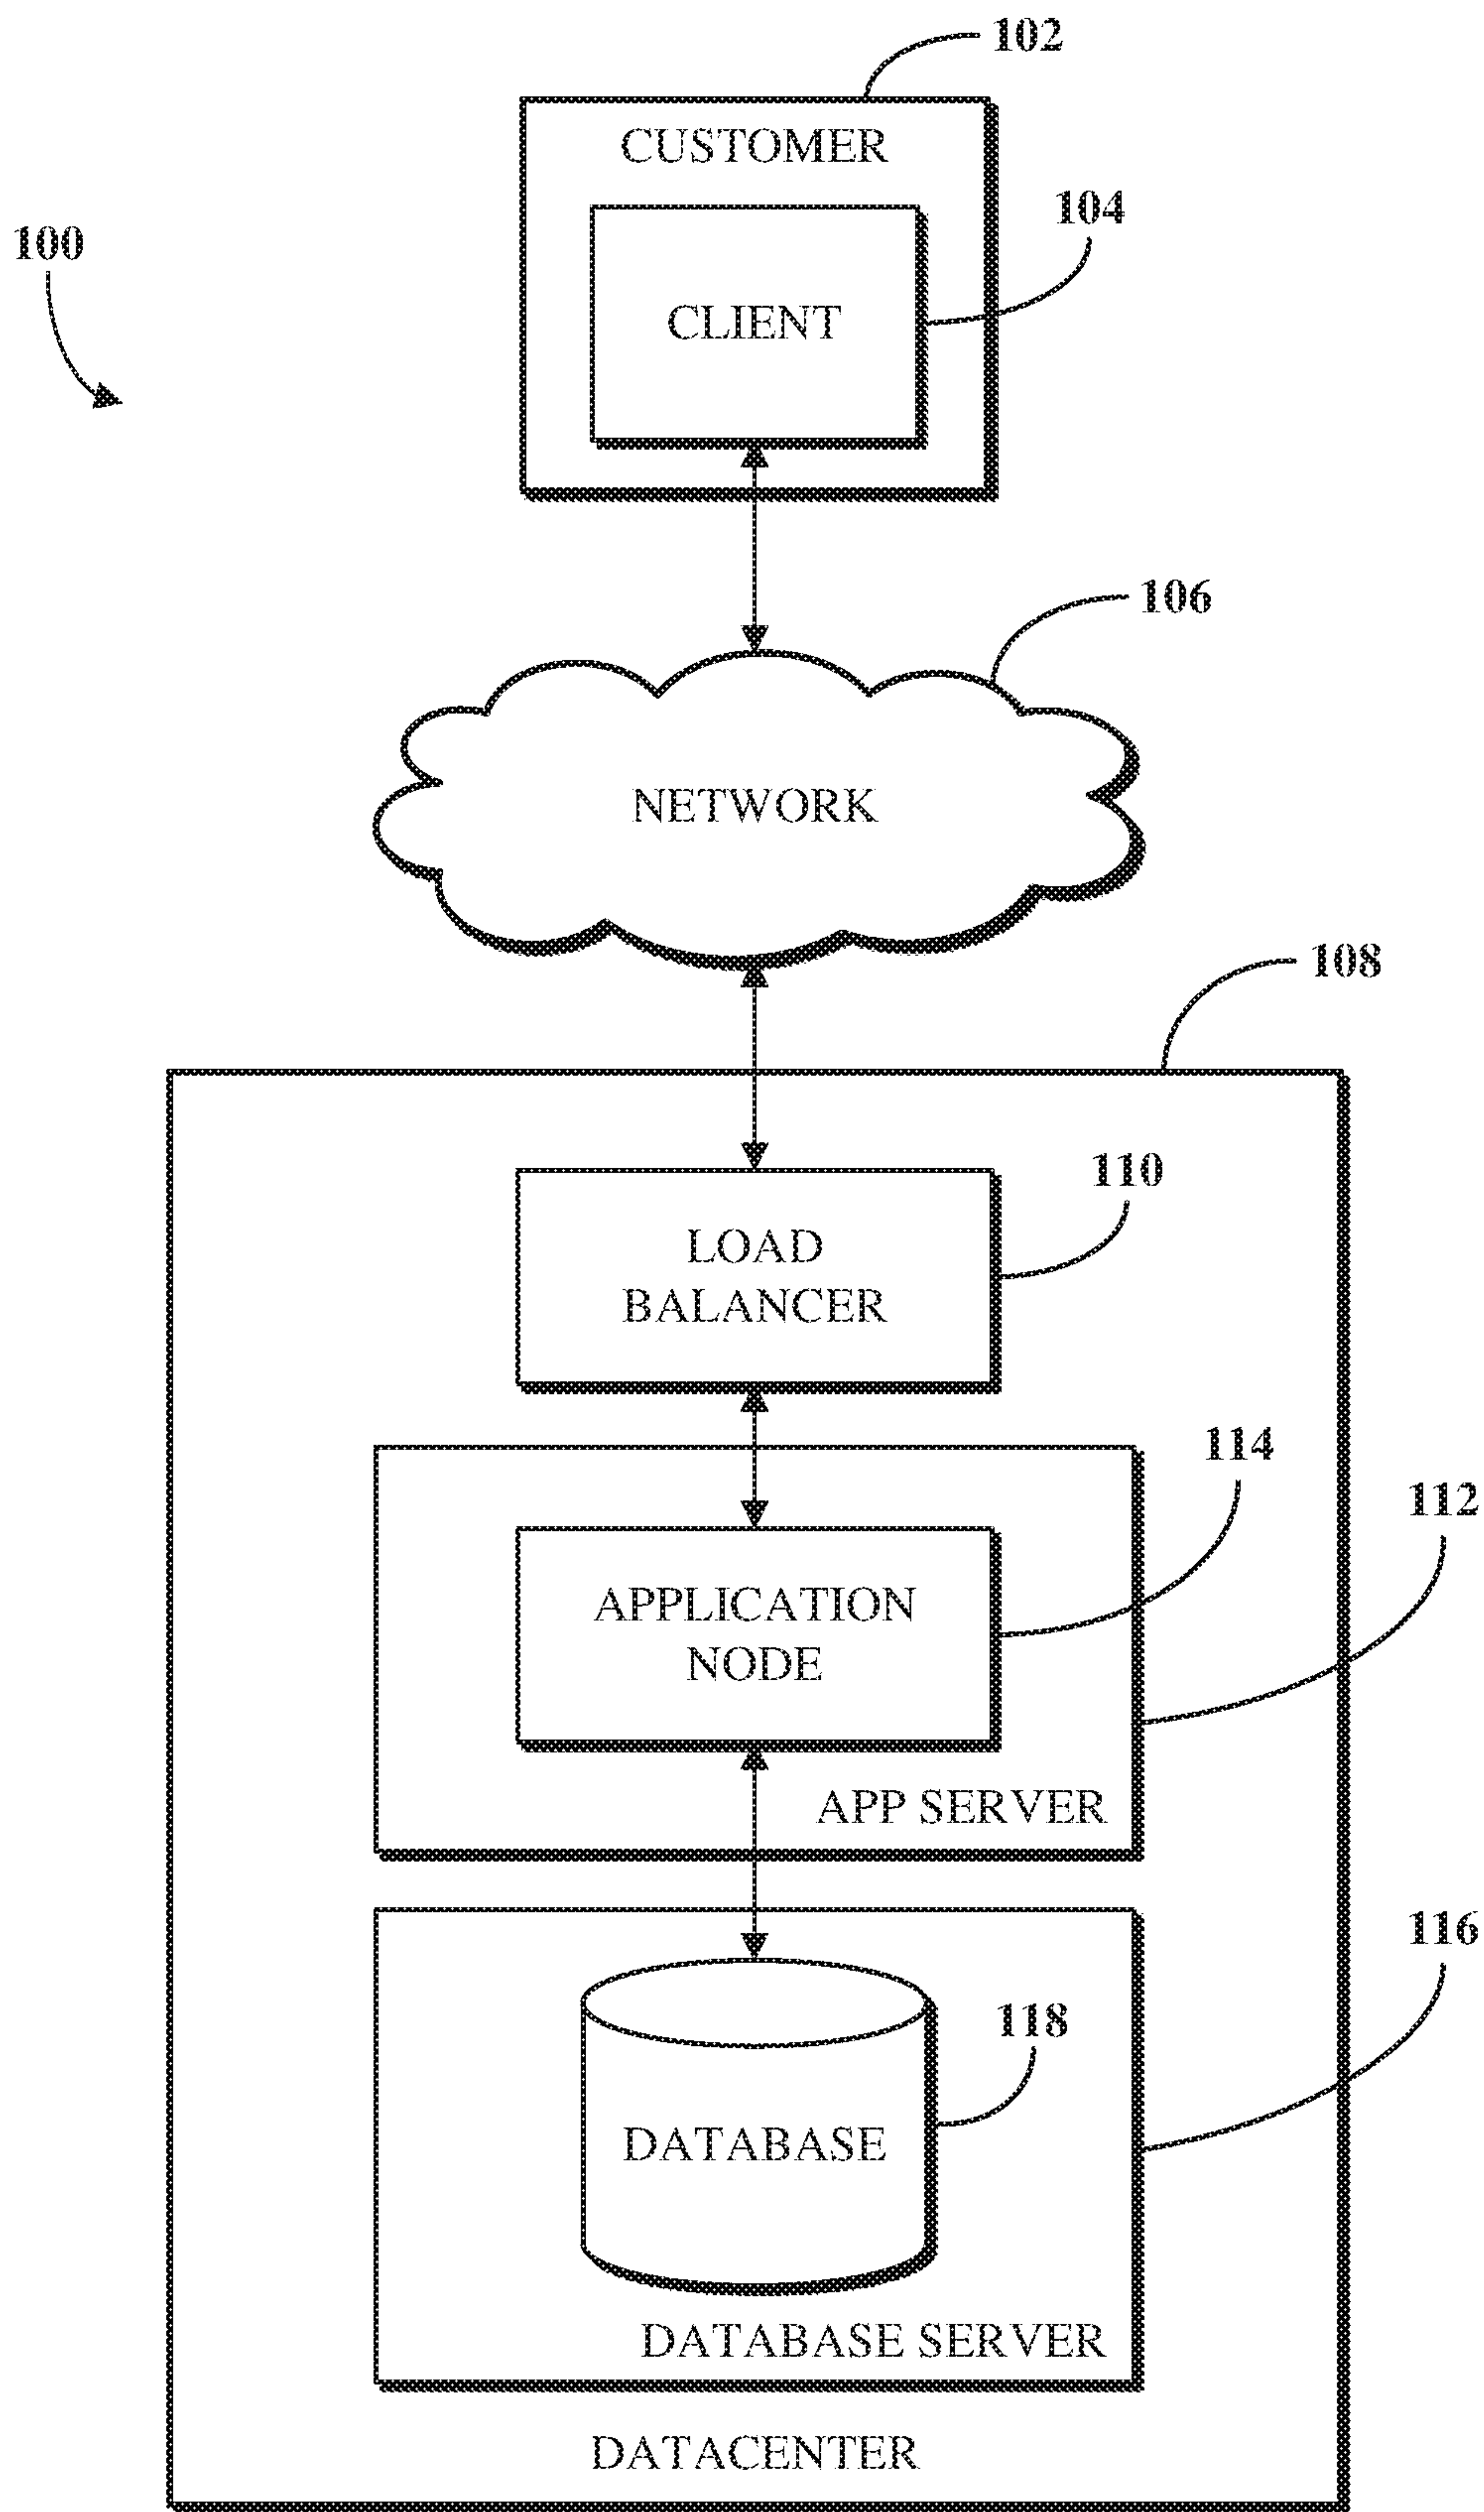 102
CUSTOMER
104
100
CLIENT
106
NETWORK
108
110
LOAD
BALANCER
114
112
APPLICATION
NODE
APP SERVER
116
118
DATABASE
DATABASE SERVER
DATACENTER